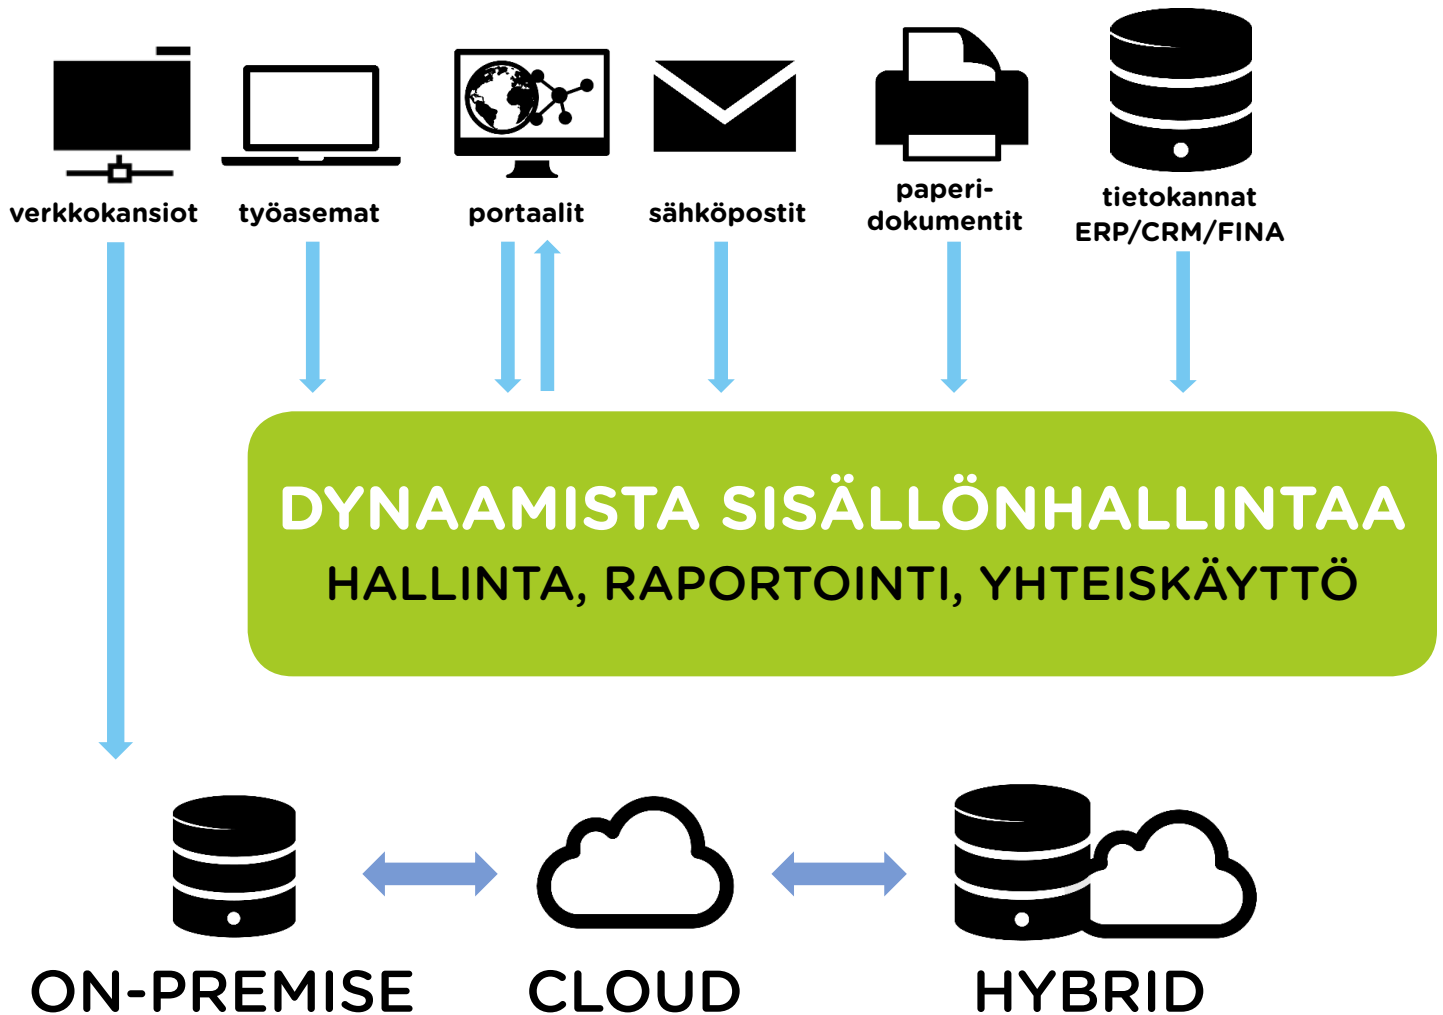 verkkokansiot
työasemat
portaalit
sähköpostit
paperi-
dokumentit
tietokannat
ERP/CRM/FINA
DYNAAMISTA SISÄLLÖNHALLINTAA
HALLINTA, RAPORTOINTI, YHTEISKÄYTTÖ
ON-PREMISE
CLOUD
HYBRID